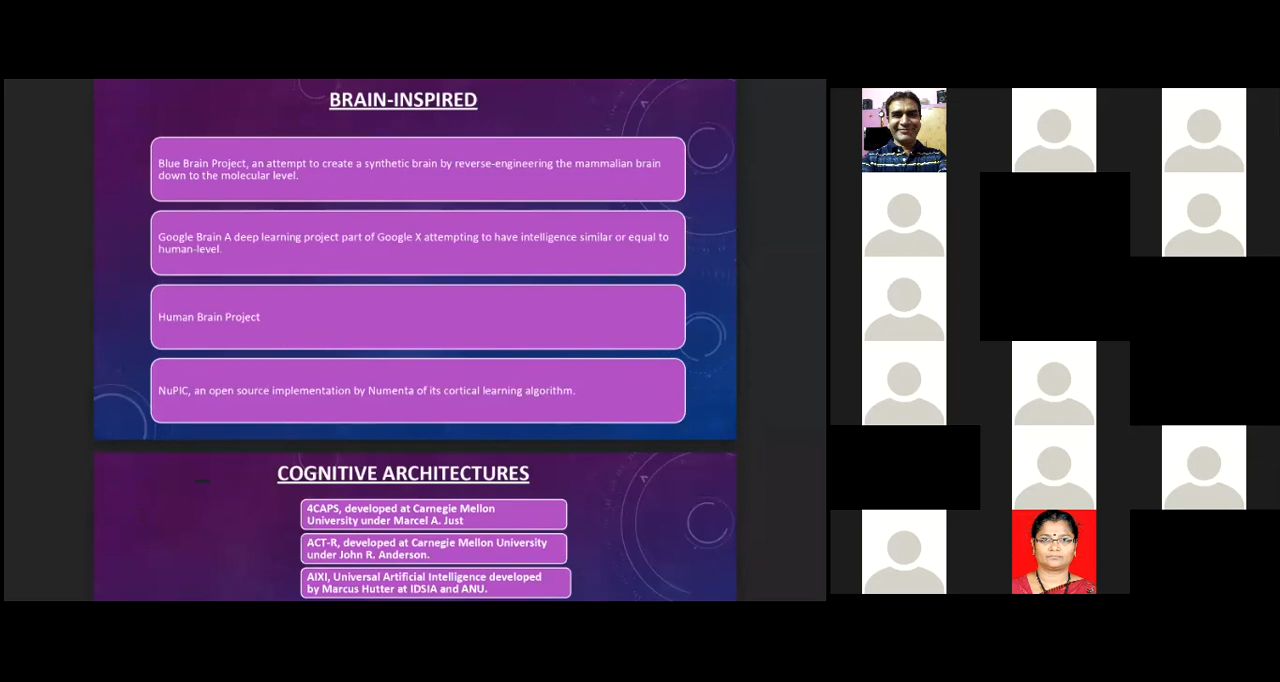 BRAIN-INSPIRED
Blue Brain Project, an attempt to create a synthetic brain by reverse-engineering the mammalian brain
down to the molecular level.
Google Brain A deep learning project part of Google X attempting to have intelligence similar or equal to
human-level.
Human Brain Project
NuPIC, an open source implementation by Numenta of its cortical learning algorithm.
COGNITIVE ARCHITECTURES
4CAPS, developed at Carnegie Mellon
University under Marcel A. Just
ACT-R, developed at Carnegie Mellon University
under John R. Anderson.
AIXI, Universal Artificial Intelligence developed
by Marcus Hutter at IDSIA and ANU.